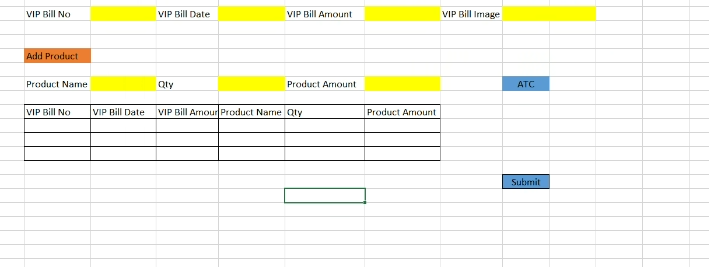 VIP Bill No VIP Bill Date VIP Bill Amount VIP Bill Image
Add Product
Product Name Qty Product Amount ATC
VIP Bill No VIP Bill Date VIP Bill Amour Product Name Qty Product Amount
Submit